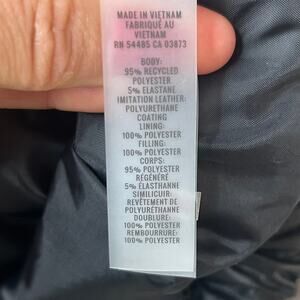 MADE IN VIETNAM
FABRIQUÉ AU
VIETNAM
RN 54485 CA 03873
BODY:
95% RECYCLED
POLYESTER
5% ELASTANE
IMITATION LEATHER:
POLYURETHANE
COATING
LINING:
100% POLYESTER
FILLING:
100% POLYESTER
CORPS:
95% POLYESTER
RÉGÉNÉRÉ
5% ÉLASTHANNE
SIMILICUIR:
REVÊTEMENT DE
POLYURÉTHANNE
DOUBLURE:
100% POLYESTER
REMBOURRURE:
100% POLYESTER